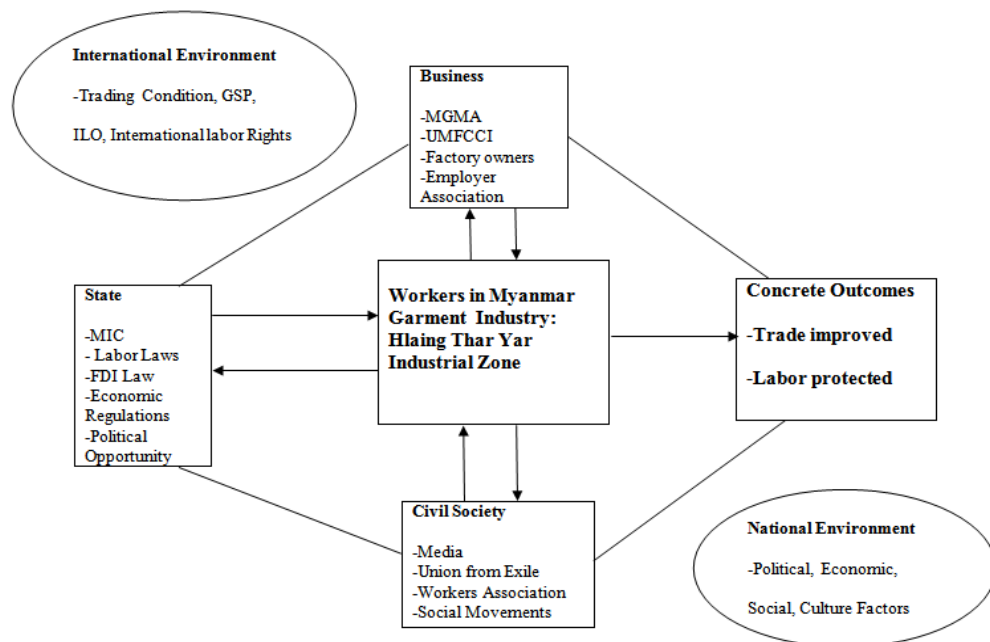 International Environment
-Trading Condition, GSP,
ILO, International labor Rights
Business
-MGMA
-UMFCCI
-Factory owners
-Employer
Association
State
-MIC
- Labor Laws
-FDI Law
-Economic
Regulations
-Political
Opportunity
Workers in Myanmar
Garment Industry:
Hlaing Thar Yar
Industrial Zone
Concrete Outcomes
-Trade improved
-Labor protected
Civil Society
-Media
-Union from Exile
-Workers Association
-Social Movements
National Environment
-Political, Economic,
Social, Culture Factors